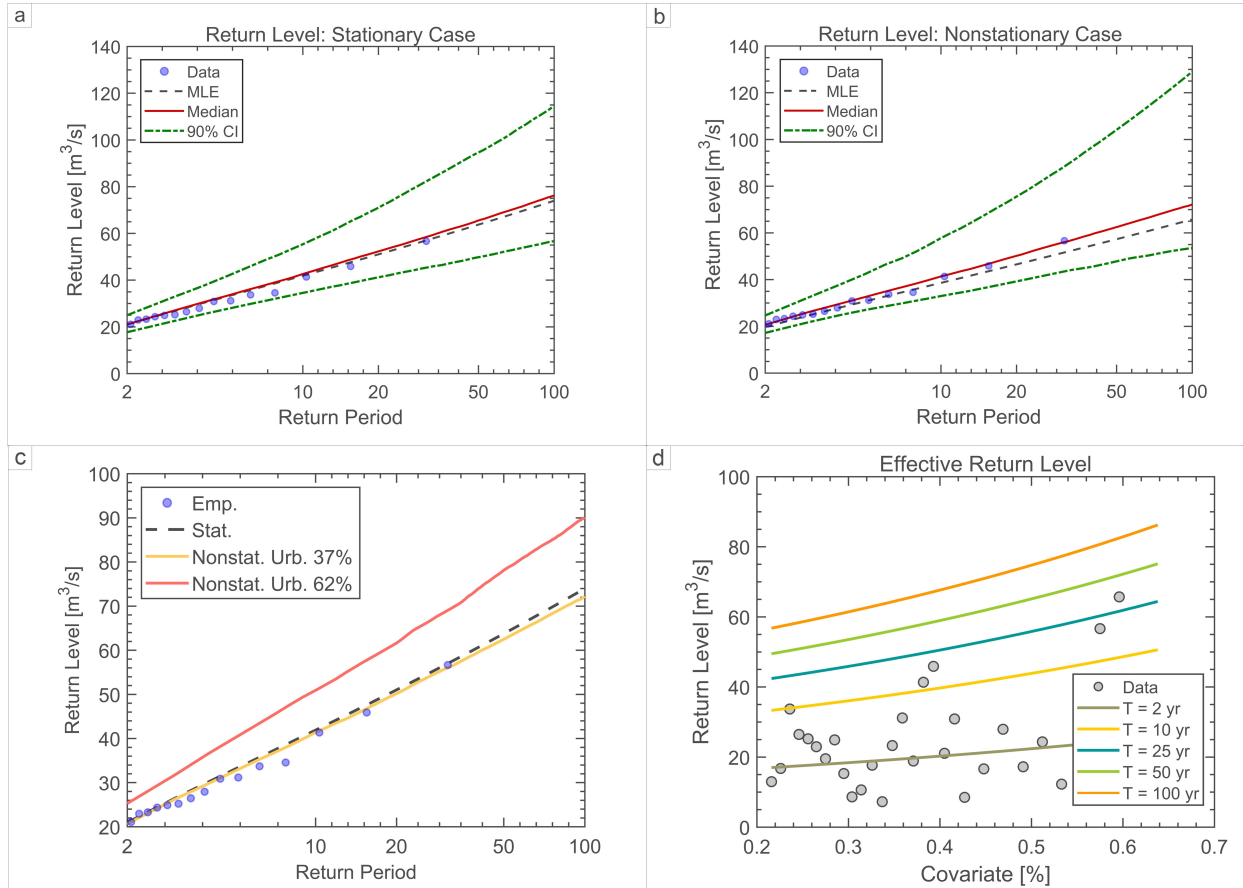 a
Return Level: Stationary Case
Data
MLE
Median
90% CI
140
120
100
80
60
40
20
0
Return Level [m³/s]
2
10
20
50
100
Return Period
b
Return Level: Nonstationary Case
Data
MLE
Median
90% CI
140
120
100
80
60
40
20
0
Return Level [m³/s]
2
10
20
50
100
Return Period
c
Emp.
Stat.
Nonstat. Urb. 37%
Nonstat. Urb. 62%
100
90
80
70
60
50
40
30
20
Return Level [m³/s]
2
10
20
50
100
Return Period
d
Effective Return Level
100
80
60
40
20
0
Return Level [m³/s]
Data
T = 2 yr
T = 10 yr
T = 25 yr
T = 50 yr
T = 100 yr
0.2
0.3
0.4
0.5
0.6
0.7
Covariate [%]